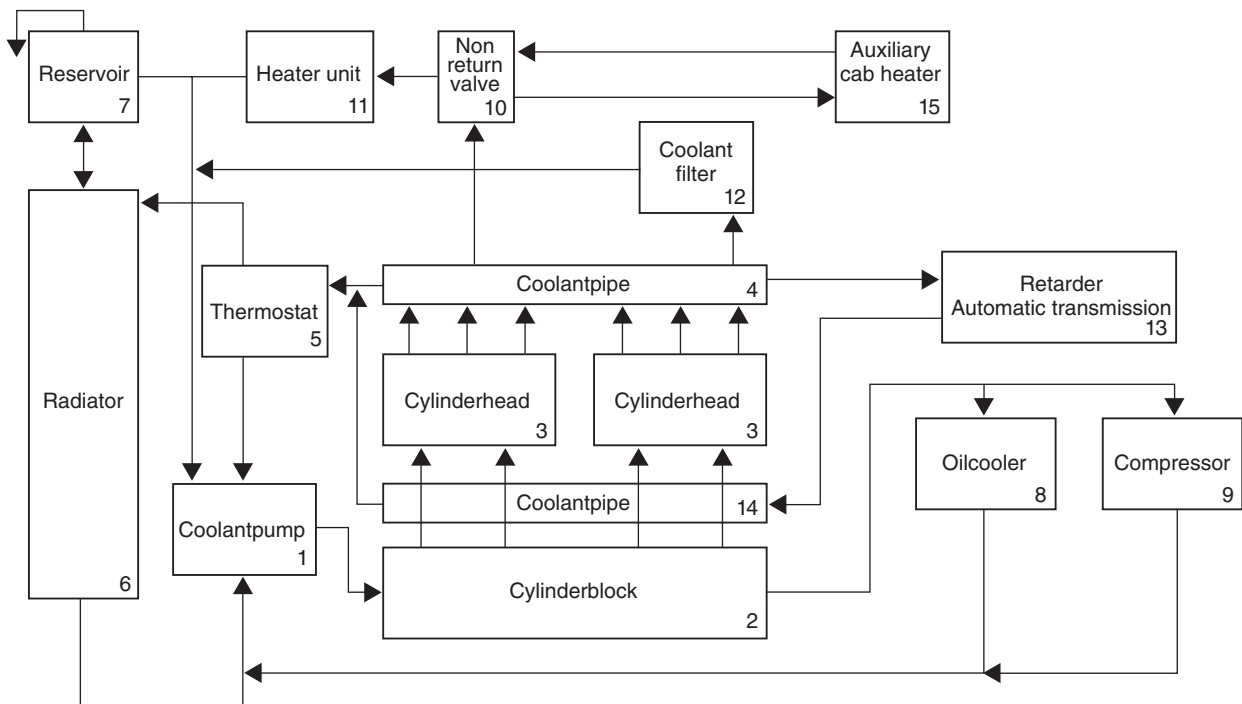 Reservoir
7
Heater unit
11
Non
return
valve
10
Auxiliary
cab heater
15
Coolant
filter
12
Coolantpipe
4
Retarder
Automatic transmission
13
Thermostat
5
Radiator
6
Cylinderhead
3
Cylinderhead
3
Oilcooler
8
Compressor
9
Coolantpipe
14
Coolantpump
1
Cylinderblock
2